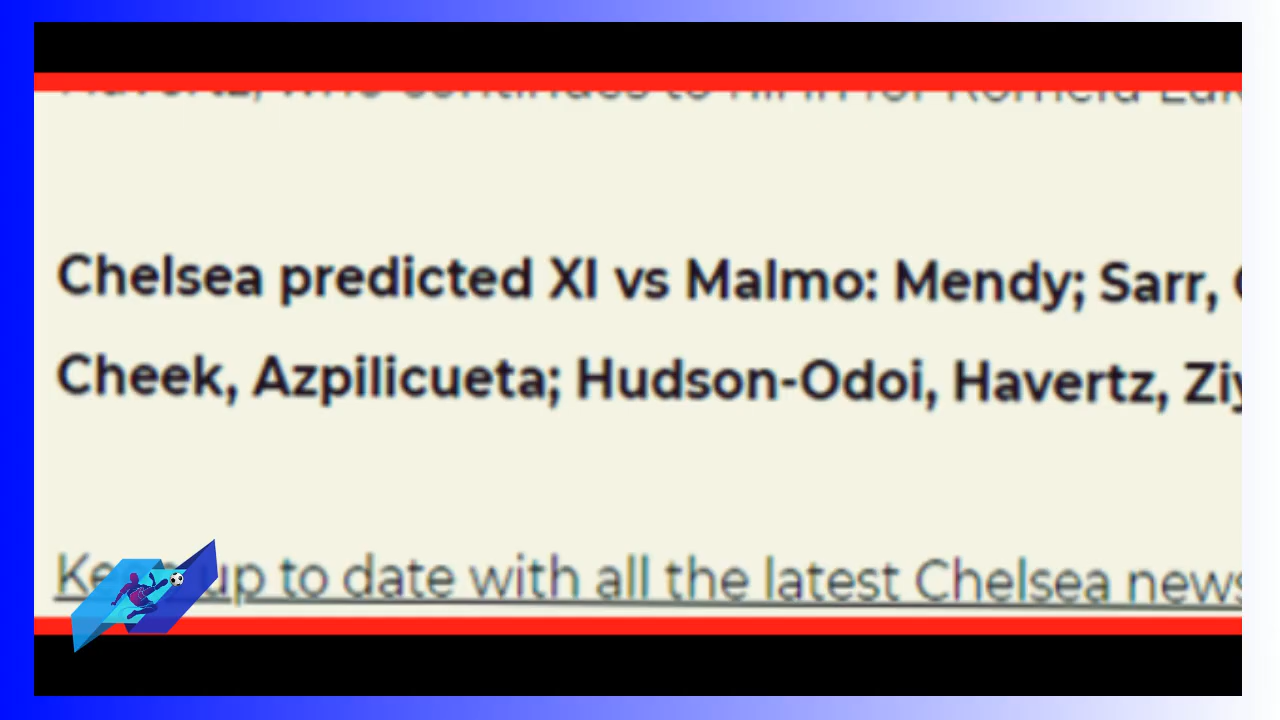 Chelsea predicted XI vs Malmo: Mendy; Sarr,
Cheek, Azpilicueta; Hudson-Odoi, Havertz,
up to date with all the latest Chelsea news